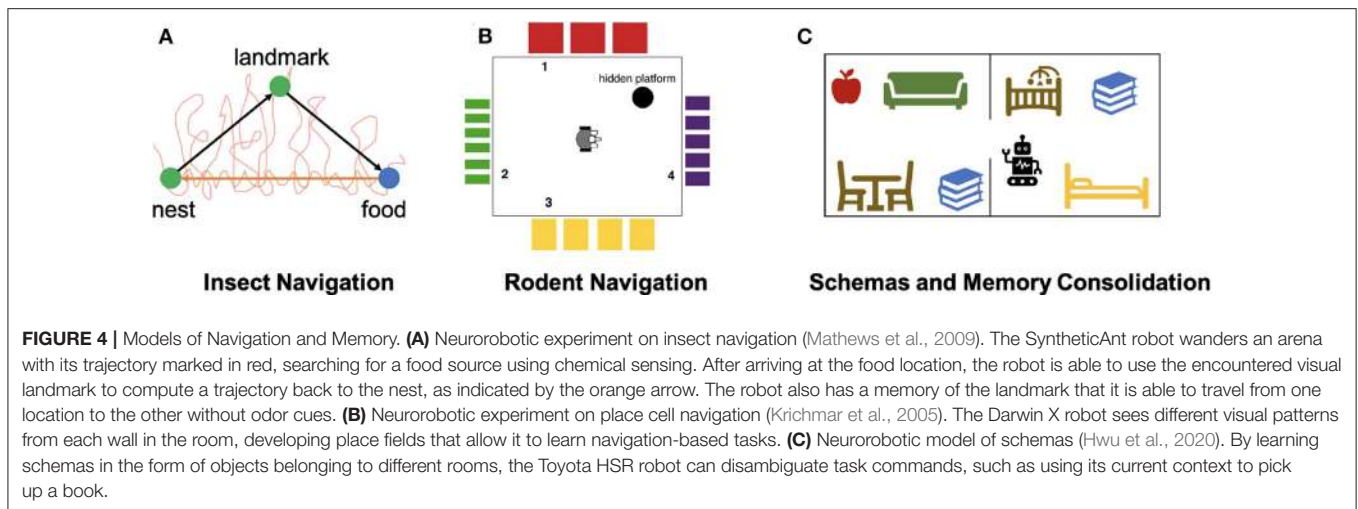 A
landmark
nest
food
Insect Navigation
B
1
hidden platform
2
4
3
Rodent Navigation
C
Schemas and Memory Consolidation
FIGURE 4 | Models of Navigation and Memory. (A) Neurorobotic experiment on insect navigation (Mathews et al., 2009). The SyntheticAnt robot wanders an arena
with its trajectory marked in red, searching for a food source using chemical sensing. After arriving at the food location, the robot is able to use the encountered visual
landmark to compute a trajectory back to the nest, as indicated by the orange arrow. The robot also has a memory of the landmark that it is able to travel from one
location to the other without odor cues. (B) Neurorobotic experiment on place cell navigation (Krichmar et al., 2005). The Darwin X robot sees different visual patterns
from each wall in the room, developing place fields that allow it to learn navigation-based tasks. (C) Neurorobotic model of schemas (Hwu et al., 2020). By learning
schemas in the form of objects belonging to different rooms, the Toyota HSR robot can disambiguate task commands, such as using its current context to pick
up a book.